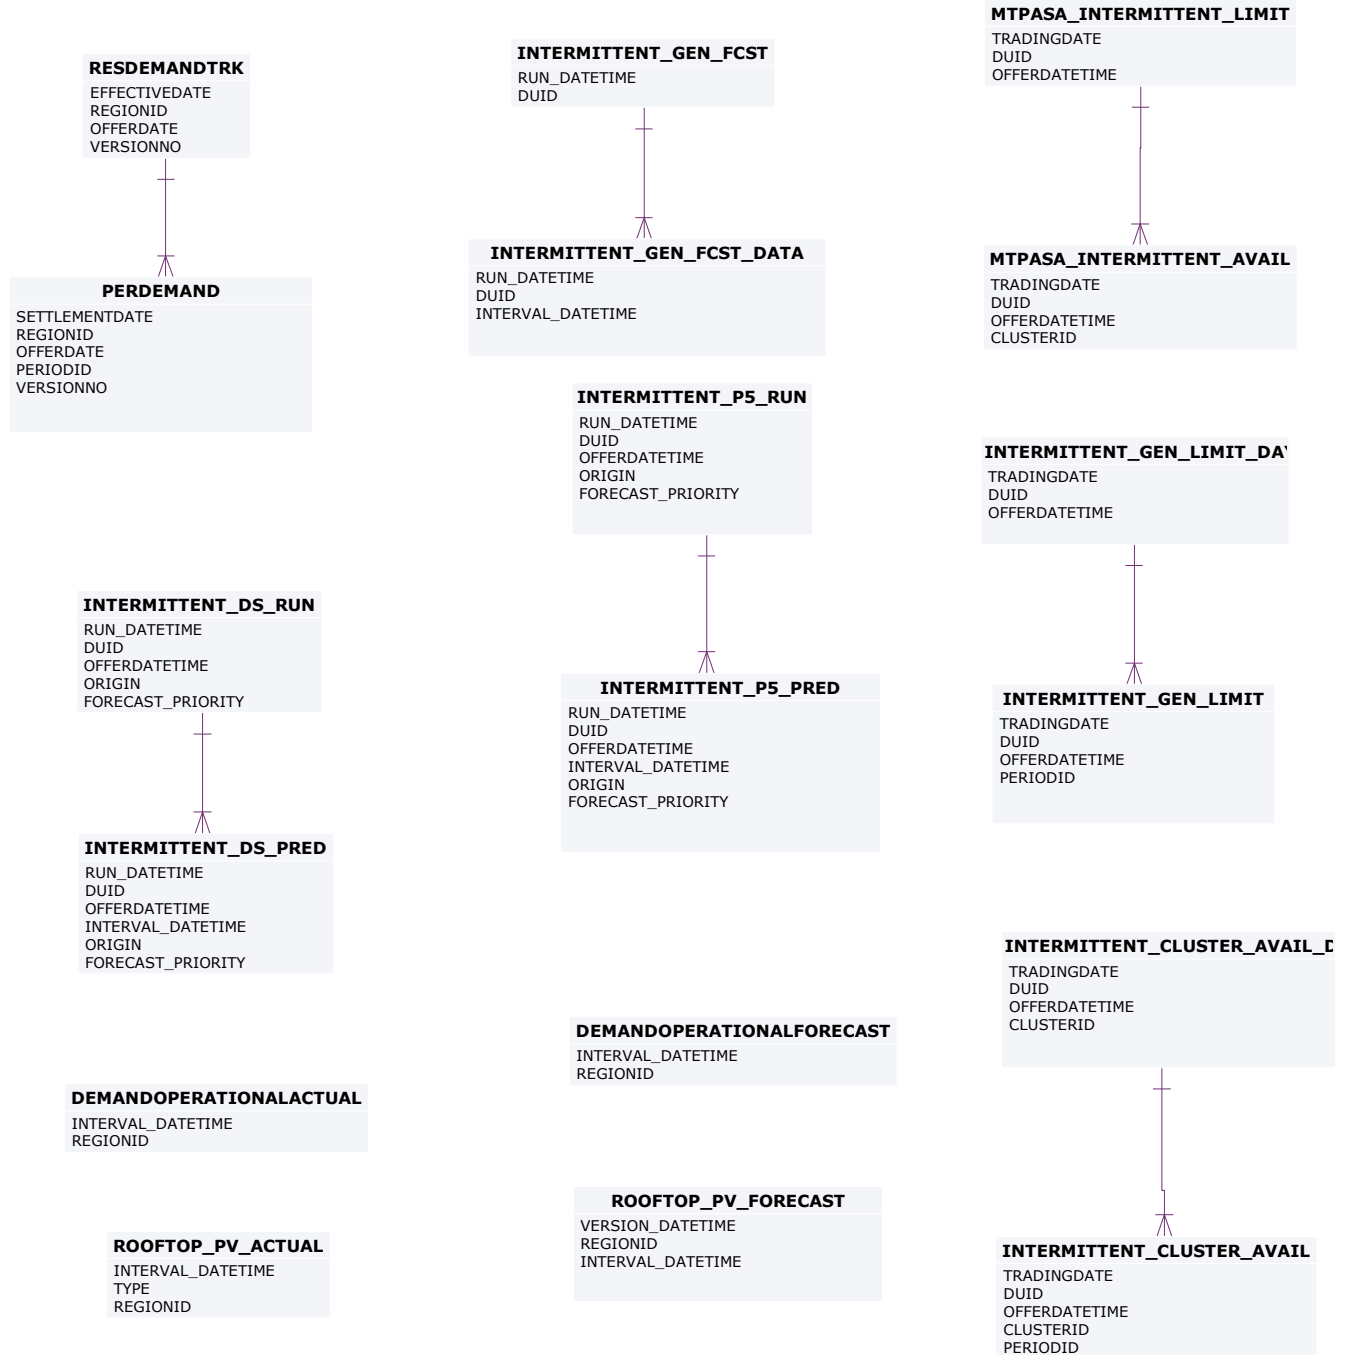 RESDEMANDTRK
EFFECTIVEDATE
REGIONID
OFFERDATE
VERSIONNO
PERDEMAND
SETTLEMENTDATE
REGIONID
OFFERDATE
PERIODID
VERSIONNO
INTERMITTENT_DS_RUN
RUN_DATETIME
DUID
OFFERDATETIME
ORIGIN
FORECAST_PRIORITY
INTERMITTENT_DS_PRED
RUN_DATETIME
DUID
OFFERDATETIME
INTERVAL_DATETIME
ORIGIN
FORECAST_PRIORITY
DEMANDOPERATIONALACTUAL
INTERVAL_DATETIME
REGIONID
ROOFTOP_PV_ACTUAL
INTERVAL_DATETIME
TYPE
REGIONID
INTERMITTENT_GEN_FCST
RUN_DATETIME
DUID
INTERMITTENT_GEN_FCST_DATA
RUN_DATETIME
DUID
INTERVAL_DATETIME
INTERMITTENT_P5_RUN
RUN_DATETIME
DUID
OFFERDATETIME
ORIGIN
FORECAST_PRIORITY
INTERMITTENT_P5_PRED
RUN_DATETIME
DUID
OFFERDATETIME
INTERVAL_DATETIME
ORIGIN
FORECAST_PRIORITY
DEMANDOPERATIONALFORECAST
INTERVAL_DATETIME
REGIONID
ROOFTOP_PV_FORECAST
VERSION_DATETIME
REGIONID
INTERVAL_DATETIME
MTPASA_INTERMITTENT_LIMIT
TRADINGDATE
DUID
OFFERDATETIME
MTPASA_INTERMITTENT_AVAIL
TRADINGDATE
DUID
OFFERDATETIME
CLUSTERID
INTERMITTENT_GEN_LIMIT_DAY
TRADINGDATE
DUID
OFFERDATETIME
INTERMITTENT_GEN_LIMIT
TRADINGDATE
DUID
OFFERDATETIME
PERIODID
INTERMITTENT_CLUSTER_AVAIL_D
TRADINGDATE
DUID
OFFERDATETIME
CLUSTERID
INTERMITTENT_CLUSTER_AVAIL
TRADINGDATE
DUID
OFFERDATETIME
CLUSTERID
PERIODID